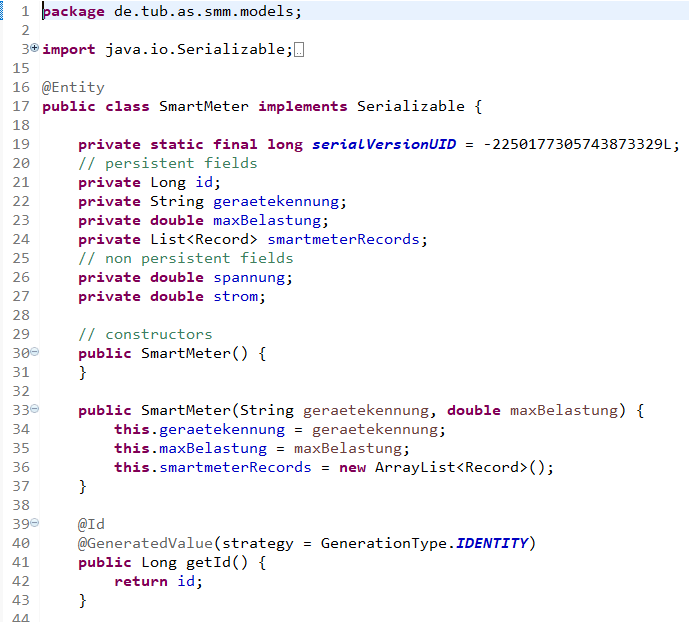 1 package de.tub.as.smm.models;
2
3 import java.io.Serializable;
15
16 @Entity
17 public class SmartMeter implements Serializable {
18
19     private static final long serialVersionUID = -2250177305743873329L;
20     // persistent fields
21     private Long id;
22     private String geraetekennung;
23     private double maxBelastung;
24     private List<Record> smartmeterRecords;
25     // non persistent fields
26     private double spannung;
27     private double strom;
28
29     // constructors
30     public SmartMeter() {
31     }
32
33     public SmartMeter(String geraetekennung, double maxBelastung) {
34         this.geraetekennung = geraetekennung;
35         this.maxBelastung = maxBelastung;
36         this.smartmeterRecords = new ArrayList<Record>();
37     }
38
39     @Id
40     @GeneratedValue(strategy = GenerationType.IDENTITY)
41     public Long getId() {
42         return id;
43     }
44